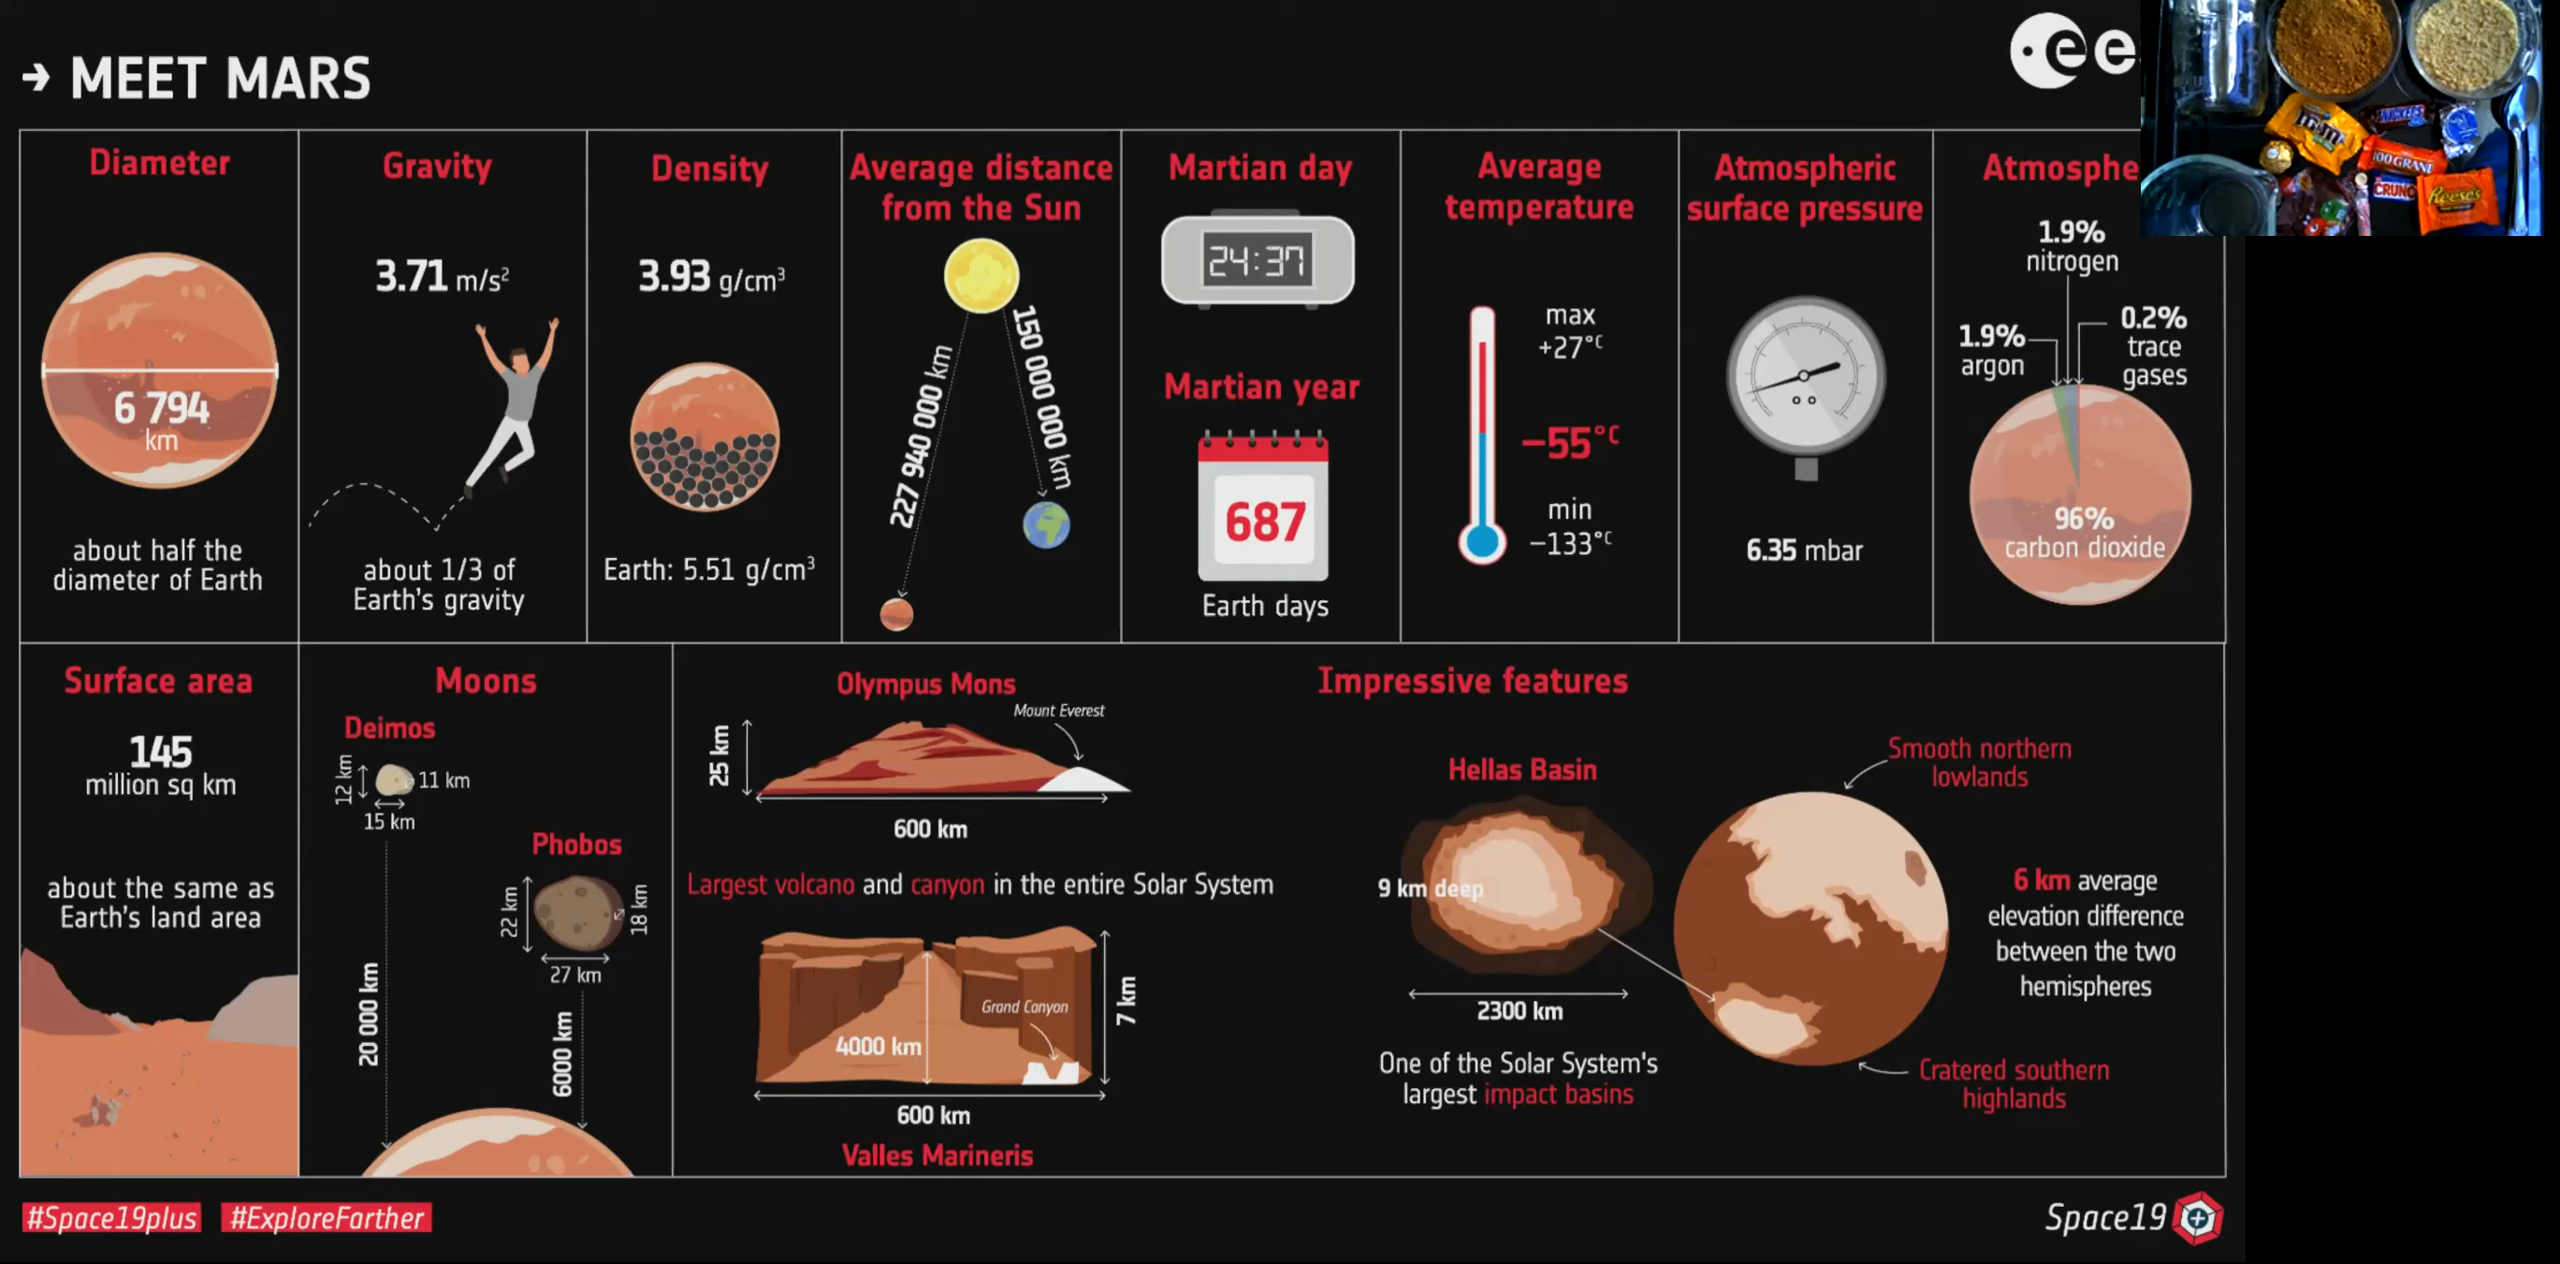 → MEET MARS
ee
Diameter
6 794
km
about half the
diameter of Earth
Gravity
3.71 m/s²
about 1/3 of
Earth's gravity
Density
3.93 g/cm³
Earth: 5.51 g/cm³
Average distance
from the Sun
227 940 000 km
150 000 000 km
Martian day
24:37
Martian year
687
Earth days
Average
temperature
max
+27°C
−55°C
min
−133°C
Atmospheric
surface pressure
6.35 mbar
Atmosphe
1.9%
nitrogen
1.9%
argon
0.2%
trace
gases
96%
carbon dioxide
m&m's
SNICKERS
100 GRAND
CRUNC
Reese's
Surface area
145
million sq km
about the same as
Earth's land area
Moons
Deimos
12 km
11 km
15 km
20 000 km
Phobos
22 km
18 km
27 km
6000 km
Impressive features
Olympus Mons
Mount Everest
25 km
600 km
Largest volcano and canyon in the entire Solar System
Grand Canyon
4000 km
7 km
600 km
Valles Marineris
Hellas Basin
9 km deep
2300 km
One of the Solar System's
largest impact basins
Smooth northern
lowlands
6 km average
elevation difference
between the two
hemispheres
Cratered southern
highlands
#Space19plus #ExploreFarther
Space19+